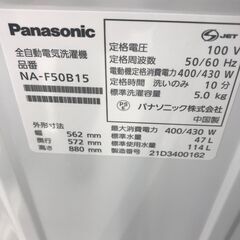 Panasonic
全自動電気洗濯機
品番
NA-F50B15
外形寸法
幅 562 mm
奥行 572 mm
高さ 880 mm
S JET
定格電圧 100 V
定格周波数 50/60 Hz
電動機定格消費電力 400/430 W
定格時間 洗いのみ 10 分
標準洗濯容量 5.0 kg
PS E パナソニック株式会社
中国製
最大消費電力 400/430 W
標準水量 47 L
標準使用水量 114 L
製造番号 21D3400162